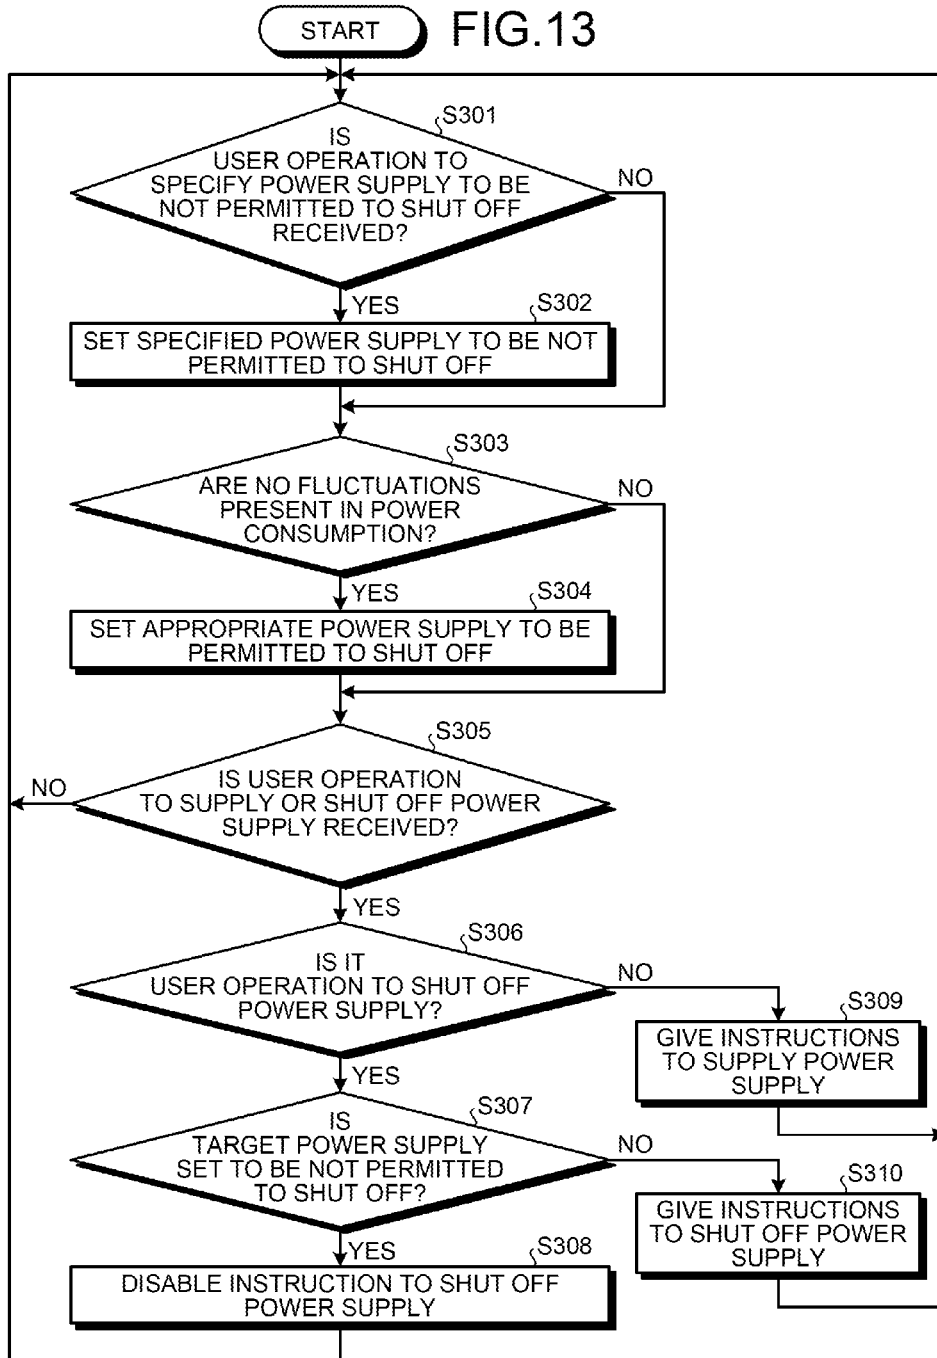 START
FIG.13
S301
IS
USER OPERATION TO
SPECIFY POWER SUPPLY TO BE
NOT PERMITTED TO SHUT OFF
RECEIVED?
NO
YES
S302
SET SPECIFIED POWER SUPPLY TO BE NOT
PERMITTED TO SHUT OFF
S303
ARE NO FLUCTUATIONS
PRESENT IN POWER
CONSUMPTION?
NO
YES
S304
SET APPROPRIATE POWER SUPPLY TO BE
PERMITTED TO SHUT OFF
S305
IS USER OPERATION
TO SUPPLY OR SHUT OFF POWER
SUPPLY RECEIVED?
NO
YES
S306
IS IT
USER OPERATION TO SHUT OFF
POWER SUPPLY?
NO
S309
GIVE INSTRUCTIONS
TO SUPPLY POWER
SUPPLY
YES
S307
IS
TARGET POWER SUPPLY
SET TO BE NOT PERMITTED
TO SHUT OFF?
NO
S310
GIVE INSTRUCTIONS
TO SHUT OFF POWER
SUPPLY
YES
S308
DISABLE INSTRUCTION TO SHUT OFF
POWER SUPPLY